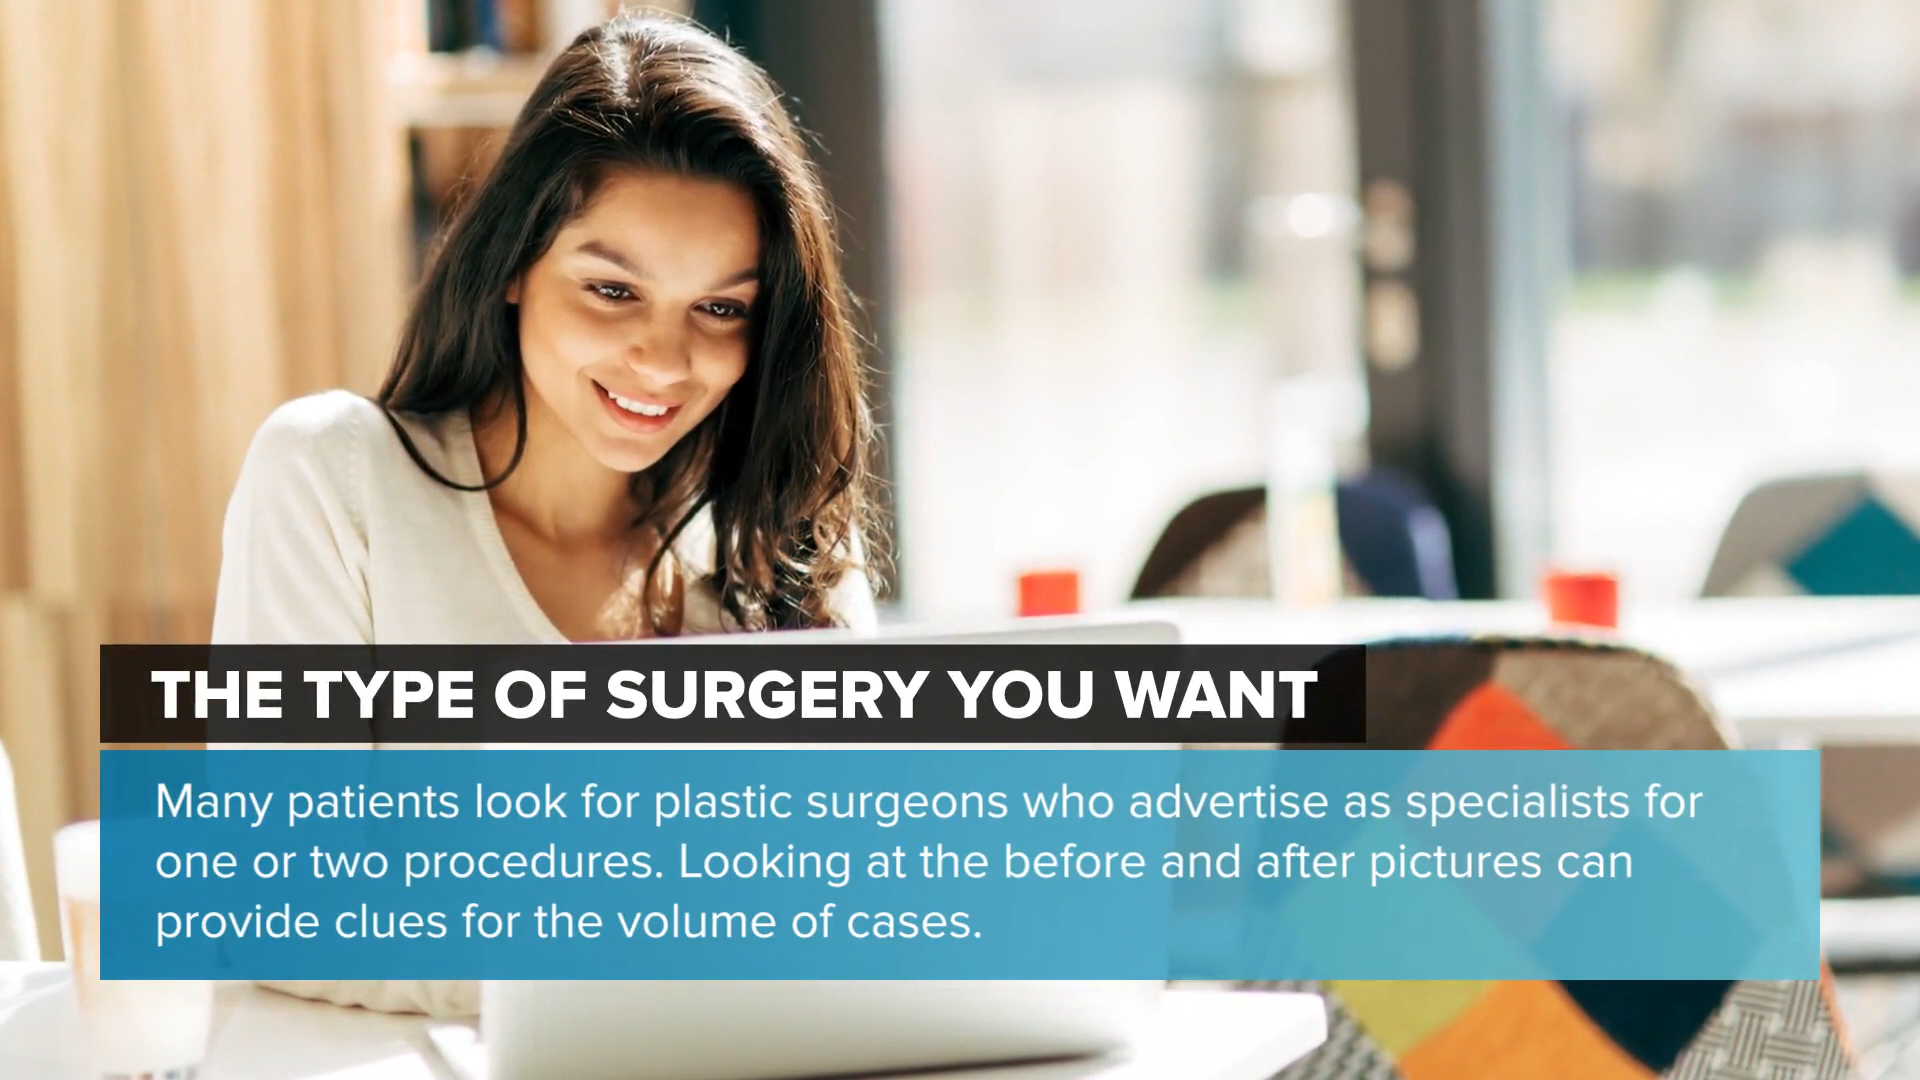 THE TYPE OF SURGERY YOU WANT
Many patients look for plastic surgeons who advertise as specialists for
one or two procedures. Looking at the before and after pictures can
provide clues for the volume of cases.